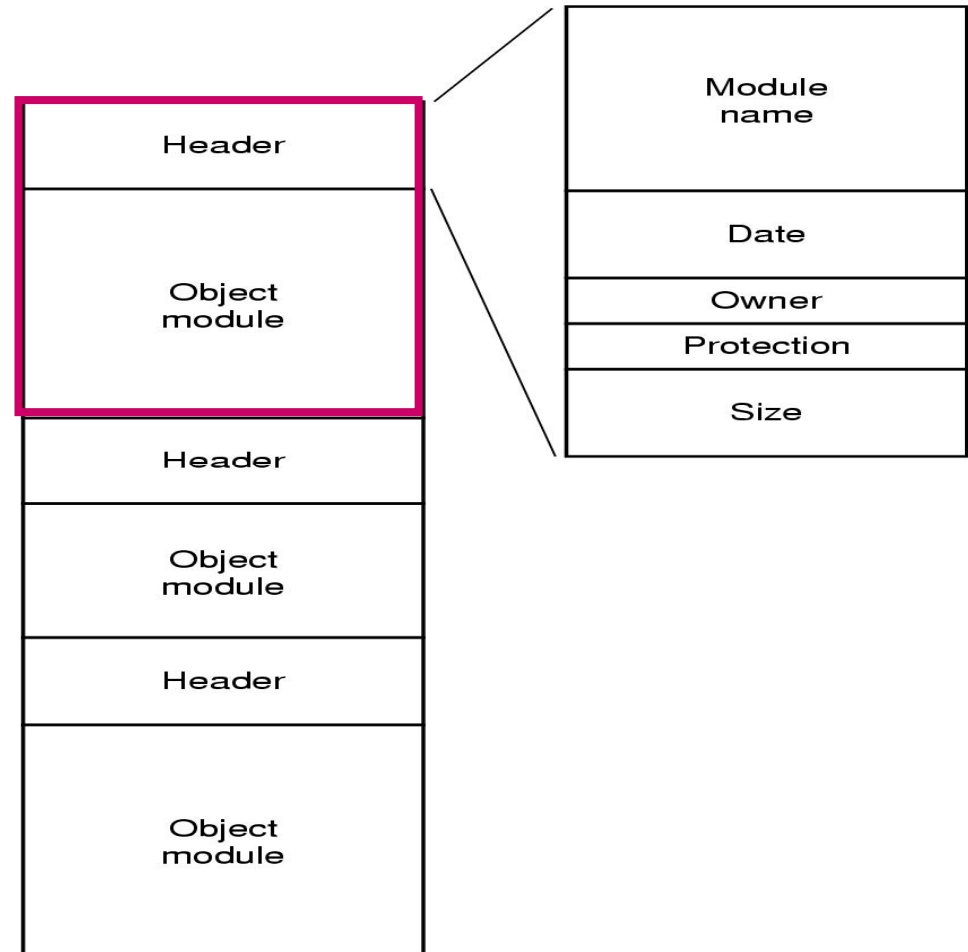 Header
Object
module
Header
Object
module
Header
Object
module
Module
name
Date
Owner
Protection
Size